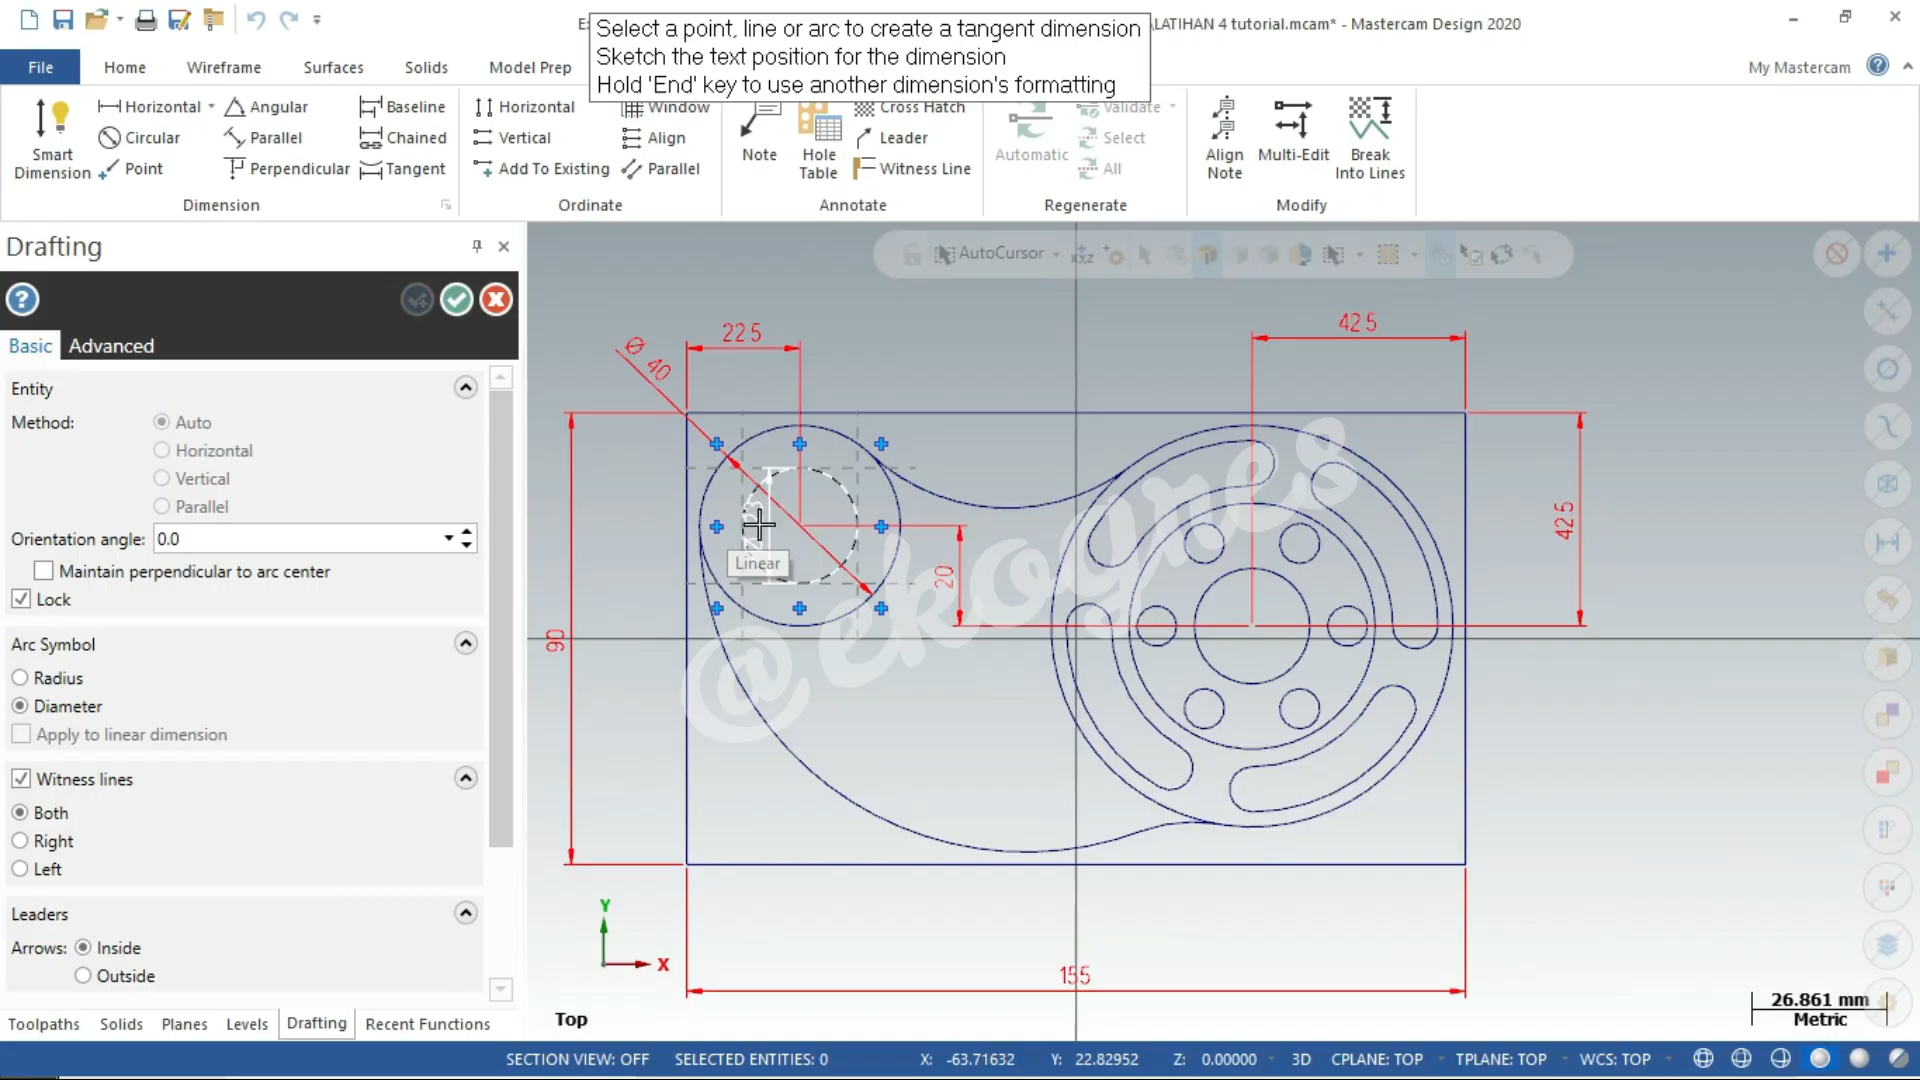 Select a point, line or arc to create a tangent dimension
\LATIHAN 4 tutorial.mcam* - Mastercam Design 2020
Sketch the text position for the dimension
Hold 'End' key to use another dimension's formatting
File
Home
Wireframe
Surfaces
Solids
Model Prep
My Mastercam
Smart
Dimension
Horizontal
Circular
Point
Angular
Parallel
Perpendicular
Baseline
Chained
Tangent
Dimension
Horizontal
Vertical
Add To Existing
Window
Align
Parallel
Ordinate
Note
Hole
Table
Cross Hatch
Leader
Witness Line
Annotate
Automatic
Validate
Select
All
Regenerate
Align
Note
Multi-Edit
Break
Into Lines
Modify
Drafting
Basic
Advanced
Entity
Method:
Auto
Horizontal
Vertical
Parallel
Orientation angle:
0.0
Maintain perpendicular to arc center
Lock
Arc Symbol
Radius
Diameter
Apply to linear dimension
Witness lines
Both
Right
Left
Leaders
Arrows:
Inside
Outside
Toolpaths
Solids
Planes
Levels
Drafting
Recent Functions
AutoCursor
Ø 40
22.5
42.5
42.5
20
90
155
Linear
@ekogres
Y
X
Top
26.861 mm
Metric
SECTION VIEW: OFF
SELECTED ENTITIES: 0
X: -63.71632
Y: 22.82952
Z: 0.00000
3D
CPLANE: TOP
TPLANE: TOP
WCS: TOP